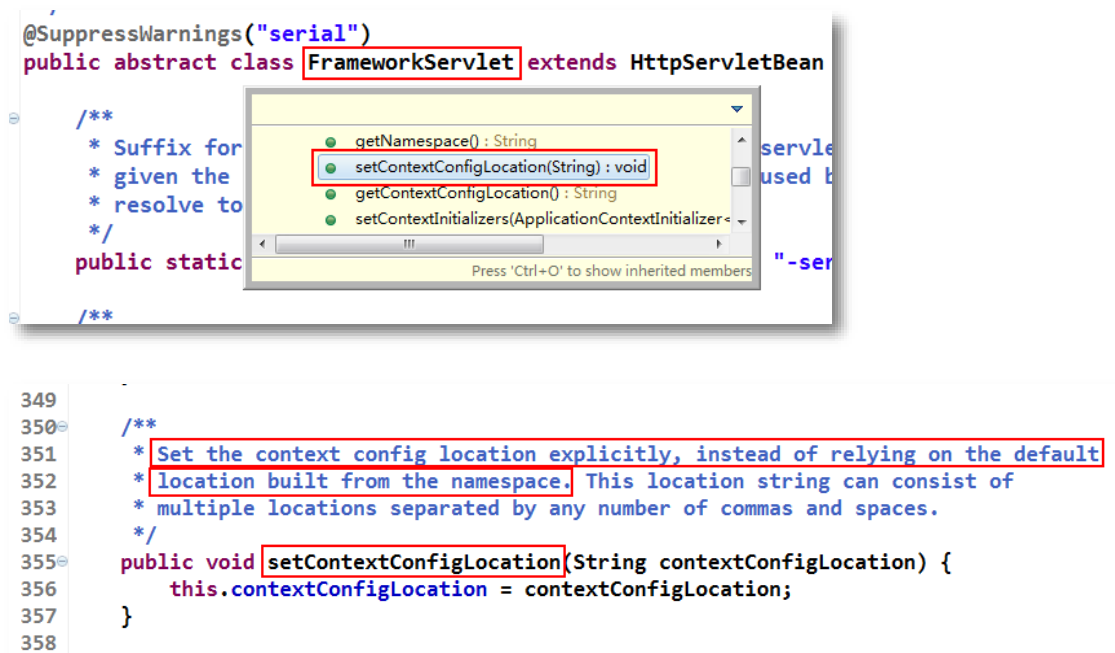 @SuppressWarnings("serial")
public abstract class FrameworkServlet extends HttpServletBean
/**
* Suffix for
servle
getNamespace() : String
setContextConfigLocation(String) : void
* given the
used b
getContextConfigLocation() : String
* resolve to
setContextInitializers(ApplicationContextInitializer<
*/
public static
"-ser
Press 'Ctrl+O' to show inherited members
/**
349
350 /**
351 * Set the context config location explicitly, instead of relying on the default
352 * location built from the namespace. This location string can consist of
353 * multiple locations separated by any number of commas and spaces.
354 */
355 public void setContextConfigLocation(String contextConfigLocation) {
356 this.contextConfigLocation = contextConfigLocation;
357 }
358